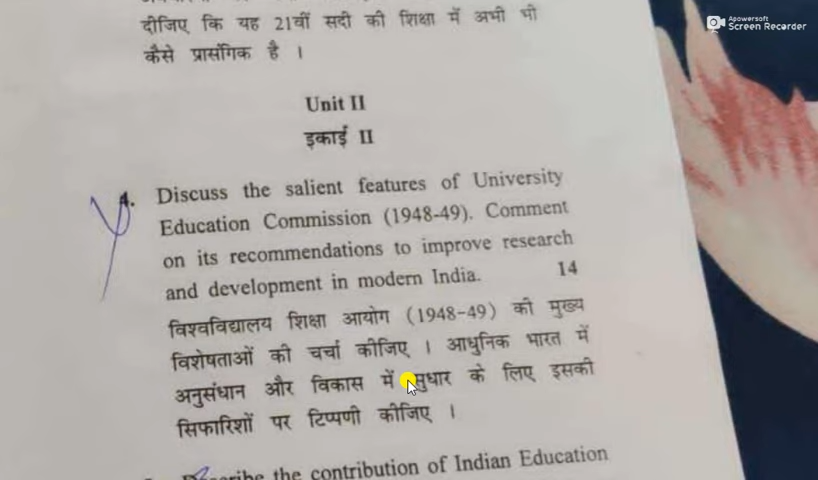 दीजिए कि यह 21वीं सदी की शिक्षा में अभी भी
कैसे प्रासंगिक है ।
Apowersoft
Screen Recorder
Unit II
इकाई II
4. Discuss the salient features of University
Education Commission (1948-49). Comment
on its recommendations to improve research
and development in modern India. 14
विश्वविद्यालय शिक्षा आयोग (1948-49) की मुख्य
विशेषताओं की चर्चा कीजिए । आधुनिक भारत में
अनुसंधान और विकास में सुधार के लिए इसकी
सिफारिशों पर टिप्पणी कीजिए ।
the contribution of Indian Education